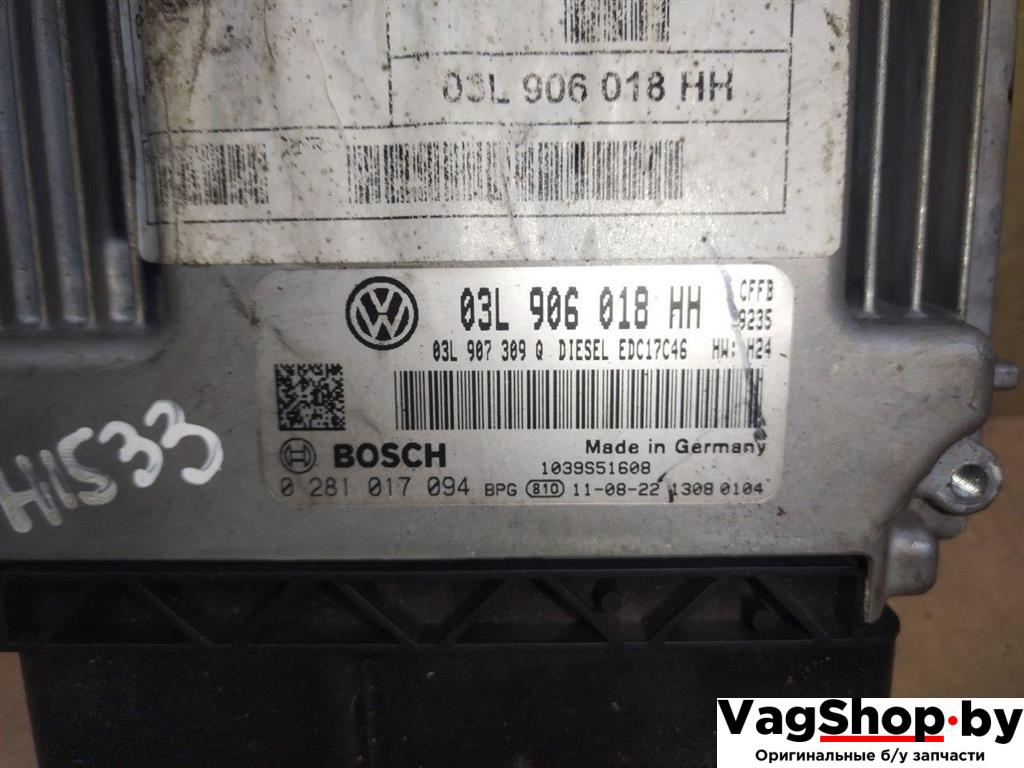 03L 906 018 HH
03L 906 018 HH
CFFB
9235
03L 907 309 Q DIESEL EDC17C46 HW: H24
BOSCH
Made in Germany
1039S51608
0 281 017 094 BPG 810 11-08-22 1308 0104
H11533
VagShop.by
Оригинальные б/у запчасти